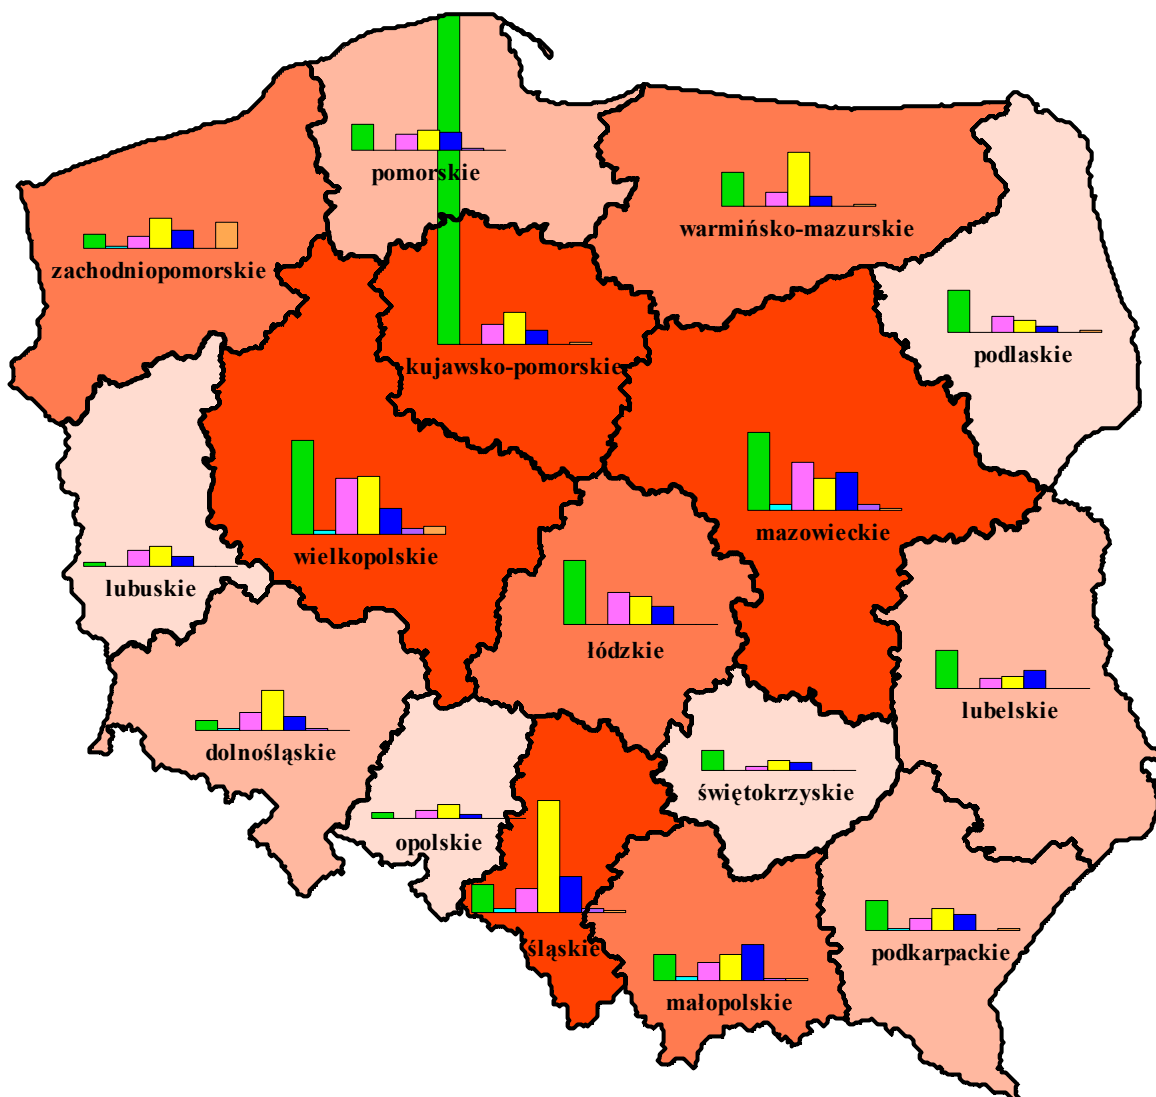 pomorskie
warmińsko-mazurskie
zachodniopomorskie
podlaskie
kujawsko-pomorskie
mazowieckie
wielkopolskie
lubuskie
łódzkie
lubelskie
dolnośląskie
świętokrzyskie
opolskie
śląskie
podkarpackie
małopolskie